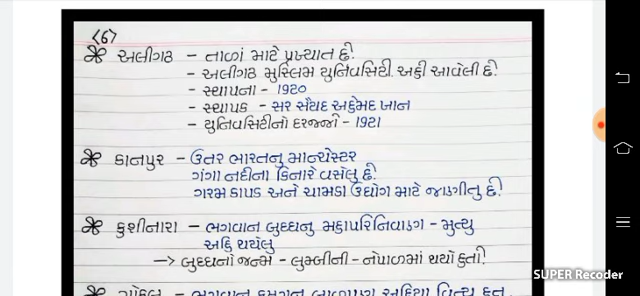 <6>
અલીગઢ - તાળાં માટે પ્રખ્યાત છે.
- અલીગઢ મુસ્લિમ યુનિવર્સિટી અહી આવેલી છે.
- સ્થાપના - 1920
- સ્થાપક - સર સૈયદ અહેમદ ખાન
- યુનિવર્સિટીનો દરજ્જો - 1921
કાનપુર - ઉત્તર ભારતનુ માન્ચેસ્ટર
ગંગા નદીના કિનારે વસેલુ છે.
ગરમ કાપડ અને ચામડા ઉદ્યોગ માટે જાણીતુ છે.
કુશીનારા - ભગવાન બુદ્ધનુ મહાપરિનિવાણ - મૃત્યુ
અહિ થયેલુ
→ બુદ્ધનો જન્મ - લુમ્બીની - નેપાળમાં થયો હતો.
SUPER Recoder